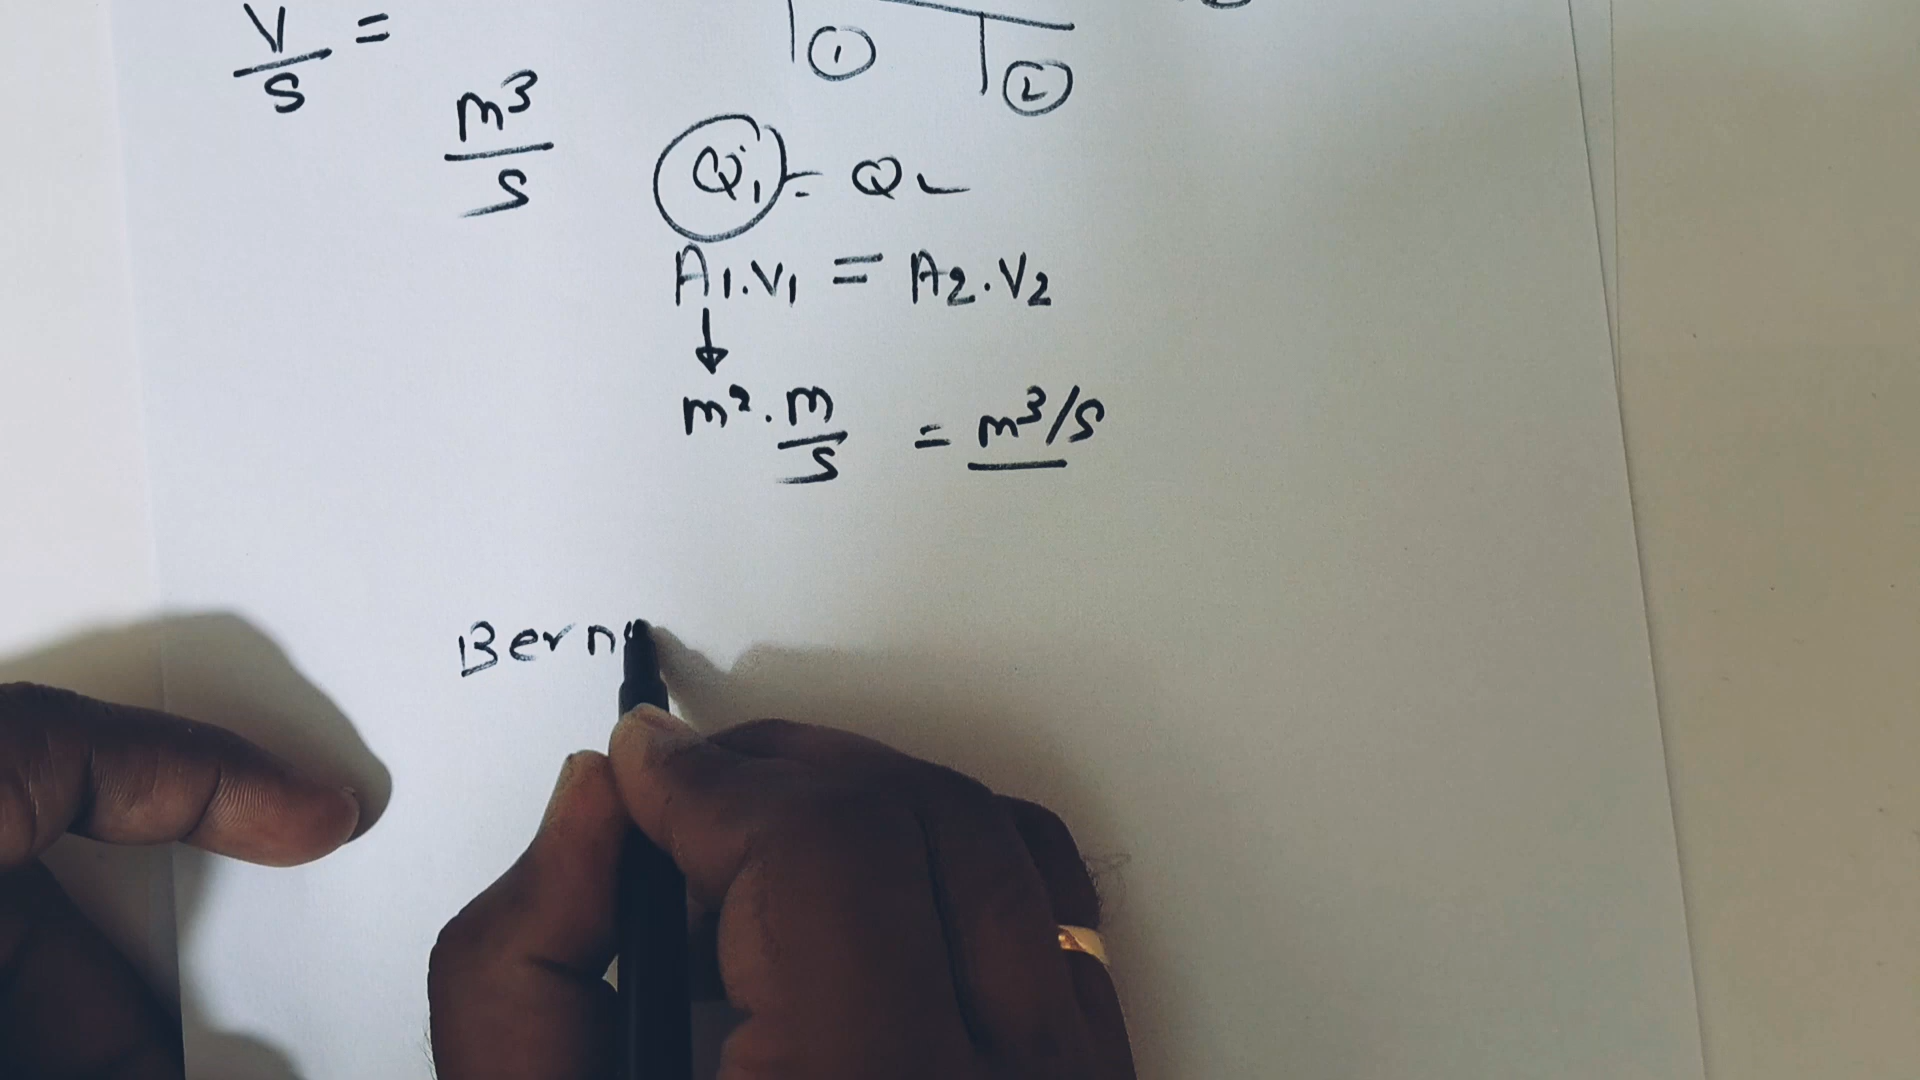 V/S =
① ②
m³/s
Q₁ = Q₂
A₁.V₁ = A₂.V₂
m² . m/s = m³/s
Bern